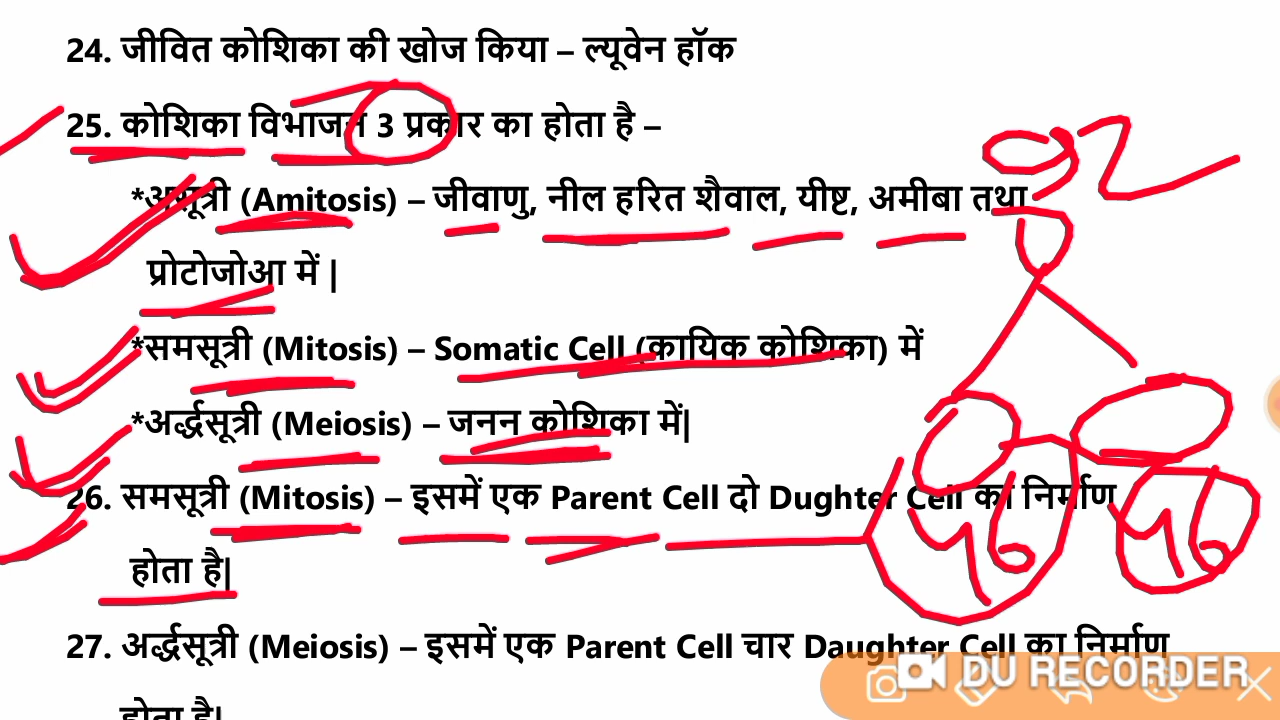 24. जीवित कोशिका की खोज किया – ल्यूवेन हॉक
25. कोशिका विभाजन 3 प्रकार का होता है –
*असूत्री (Amitosis) – जीवाणु, नील हरित शैवाल, यीष्ट, अमीबा तथा
प्रोटोजोआ में |
*समसूत्री (Mitosis) – Somatic Cell (कायिक कोशिका) में
*अर्द्धसूत्री (Meiosis) – जनन कोशिका में|
26. समसूत्री (Mitosis) – इसमें एक Parent Cell दो Dughter Cell का निर्माण
होता है|
46 46
27. अर्द्धसूत्री (Meiosis) – इसमें एक Parent Cell चार Daughter Cell का निर्माण
होता है|
DU RECORDER